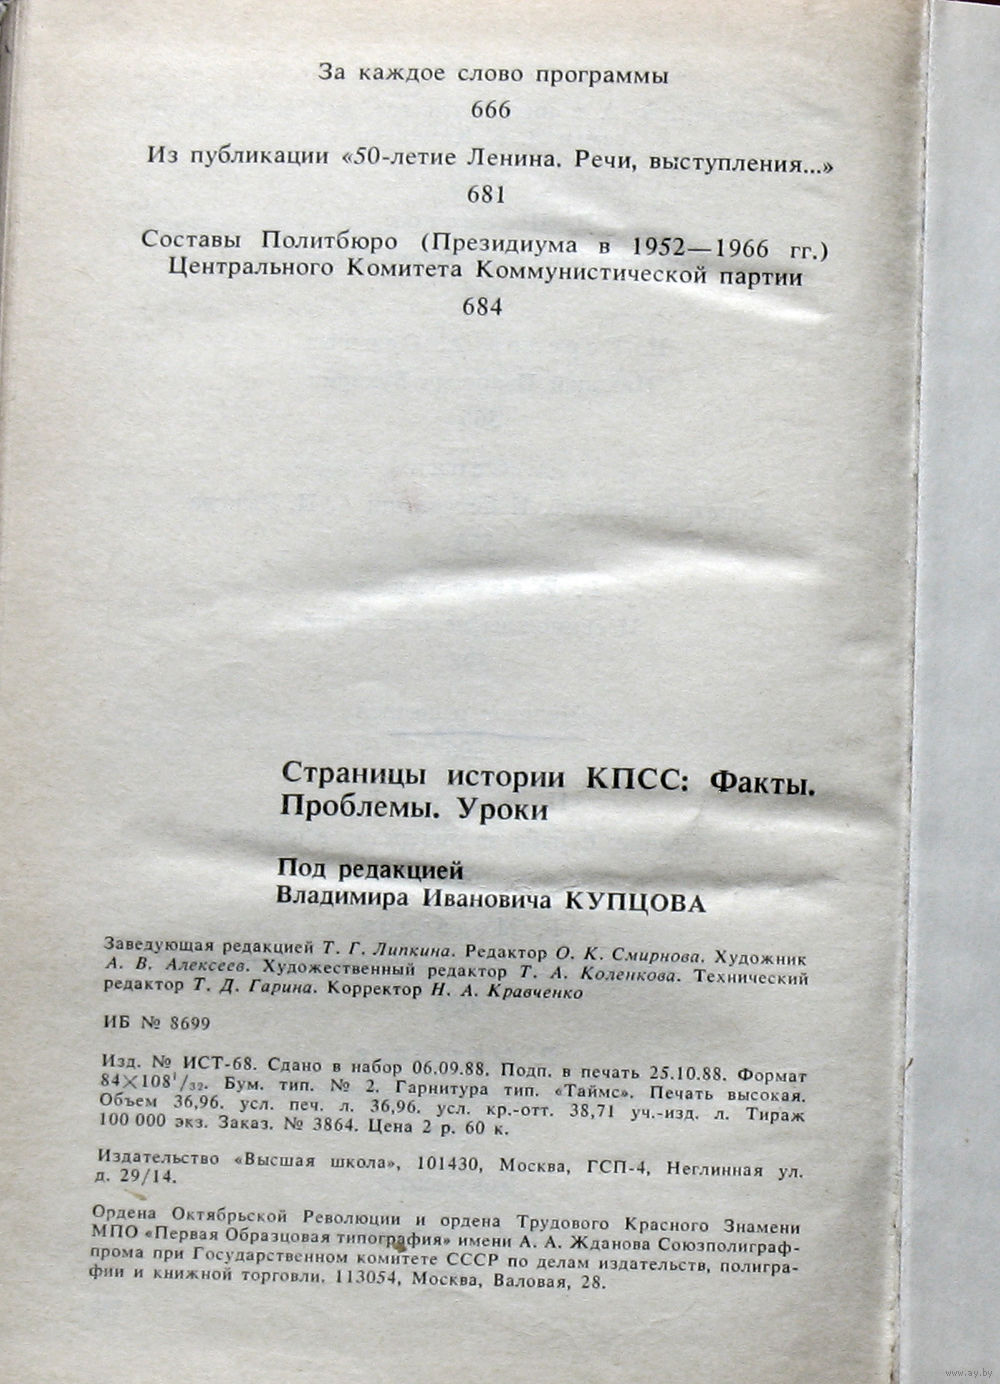 За каждое слово программы
666
Из публикации «50-летие Ленина. Речи, выступления...»
681
Составы Политбюро (Президиума в 1952—1966 гг.)
Центрального Комитета Коммунистической партии
684
Страницы истории КПСС: Факты.
Проблемы. Уроки
Под редакцией
Владимира Ивановича КУПЦОВА
Заведующая редакцией Т. Г. Липкина. Редактор О. К. Смирнова. Художник
А. В. Алексеев. Художественный редактор Т. А. Коленкова. Технический
редактор Т. Д. Гарина. Корректор Н. А. Кравченко
ИБ № 8699
Изд. № ИСТ-68. Сдано в набор 06.09.88. Подп. в печать 25.10.88. Формат
84×108¹/₃₂. Бум. тип. № 2. Гарнитура тип. «Таймс». Печать высокая.
Объем 36,96. усл. печ. л. 36,96. усл. кр.-отт. 38,71 уч.-изд. л. Тираж
100 000 экз. Заказ. № 3864. Цена 2 р. 60 к.
Издательство «Высшая школа», 101430, Москва, ГСП-4, Неглинная ул.
д. 29/14.
Ордена Октябрьской Революции и ордена Трудового Красного Знамени
МПО «Первая Образцовая типография» имени А. А. Жданова Союзполиграф-
прома при Государственном комитете СССР по делам издательств, полигра-
фии и книжной торговли. 113054, Москва, Валовая, 28.
www.ay.by